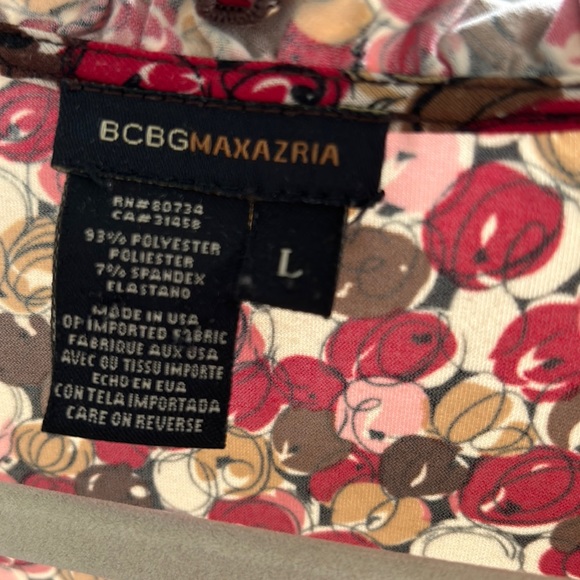 BCBGMAXAZRIA
RN#80734
CA#31458
93% POLYESTER
POLIESTER
7% SPANDEX
ELASTANO
L
MADE IN USA
OF IMPORTED FABRIC
FABRIQUE AUX USA
AVEC OU TISSU IMPORTE
ECHO EN EUA
CON TELA IMPORTADA
CARE ON REVERSE